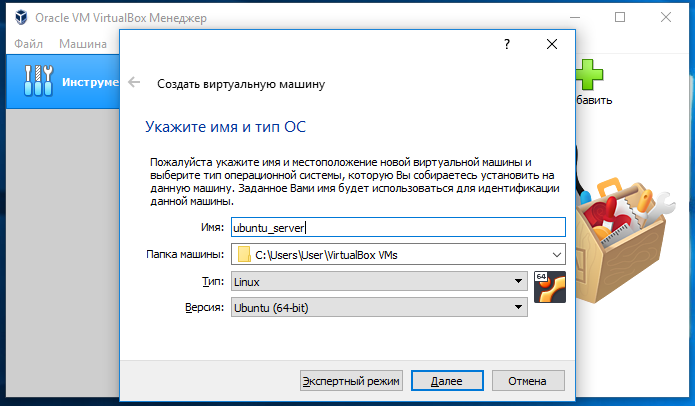 Oracle VM VirtualBox Менеджер
Файл Машина
?
Инструме
бавить
Создать виртуальную машину
Укажите имя и тип ОС
Пожалуйста укажите имя и местоположение новой виртуальной машины и
выберите тип операционной системы, которую Вы собираетесь установить на
данную машину. Заданное Вами имя будет использоваться для идентификации
данной машины.
Имя: ubuntu_server
Папка машины: C:\Users\User\VirtualBox VMs
Тип: Linux
64
Версия: Ubuntu (64-bit)
Экспертный режим Далее Отмена